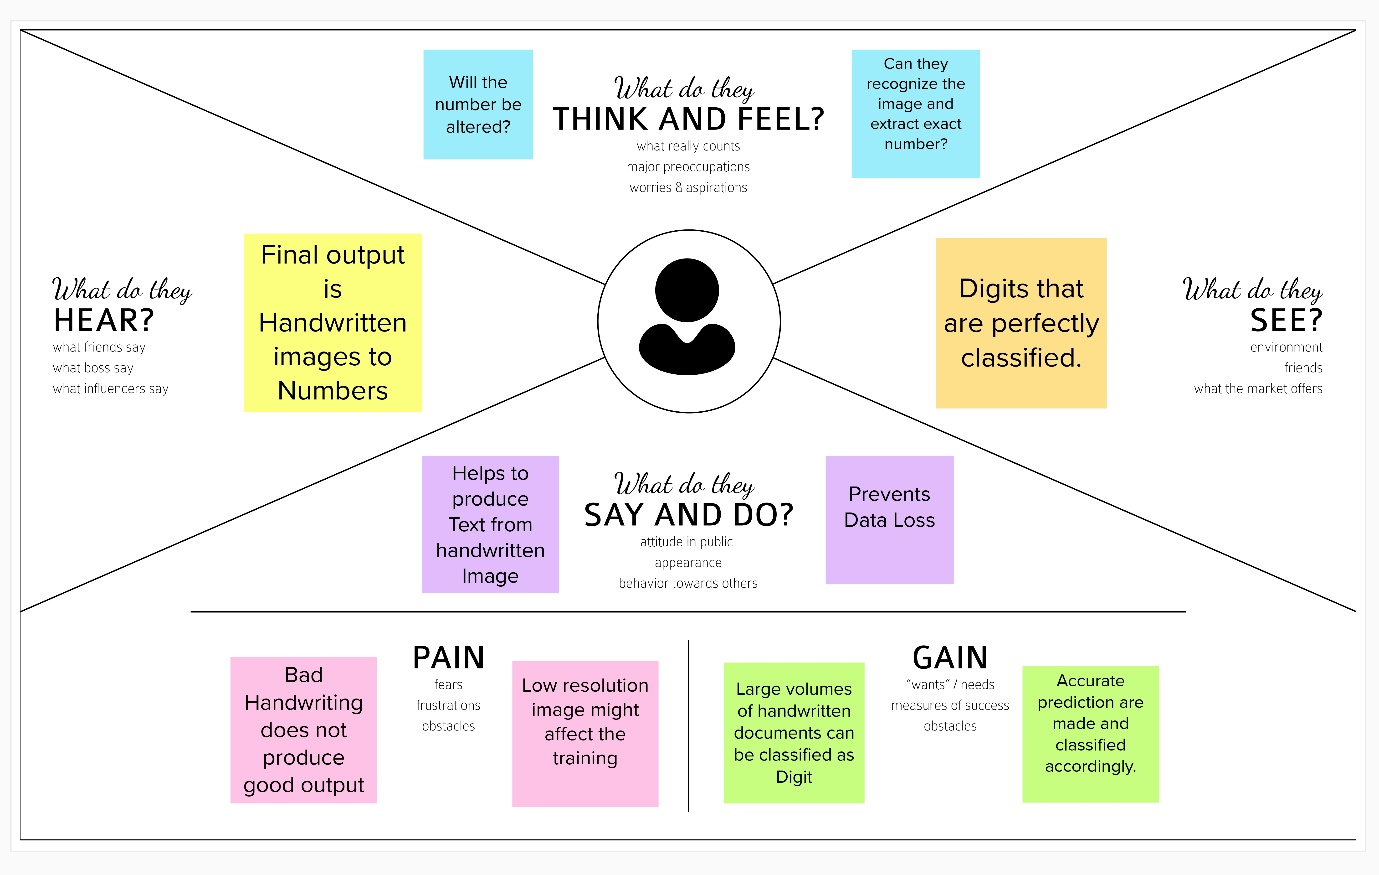 Will the
number be
altered?
What do they
THINK AND FEEL?
what really counts
major preoccupations
worries & aspirations
Can they
recognize the
image and
extract exact
number?
What do they
HEAR?
what friends say
what boss say
what influencers say
Final output
is
Handwritten
images to
Numbers
Digits that
are perfectly
classified.
What do they
SEE?
environment
friends
what the market offers
Helps to
produce
Text from
handwritten
Image
What do they
SAY AND DO?
attitude in public
appearance
behavior towards others
Prevents
Data Loss
Bad
Handwriting
does not
produce
good output
PAIN
fears
frustrations
obstacles
Low resolution
image might
affect the
training
Large volumes
of handwritten
documents can
be classified as
Digit
GAIN
"wants" / needs
measures of success
obstacles
Accurate
prediction are
made and
classified
accordingly.